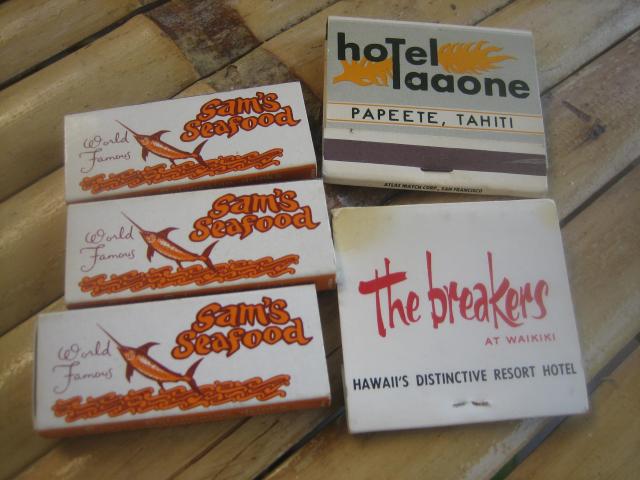 World
Famous
Sam's
Seafood
World
Famous
Sam's
Seafood
World
Famous
Sam's
Seafood
hoTel
Taaone
PAPEETE, TAHITI
ATLAS MATCH CORP., SAN FRANCISCO
The breakers
AT WAIKIKI
HAWAII'S DISTINCTIVE RESORT HOTEL